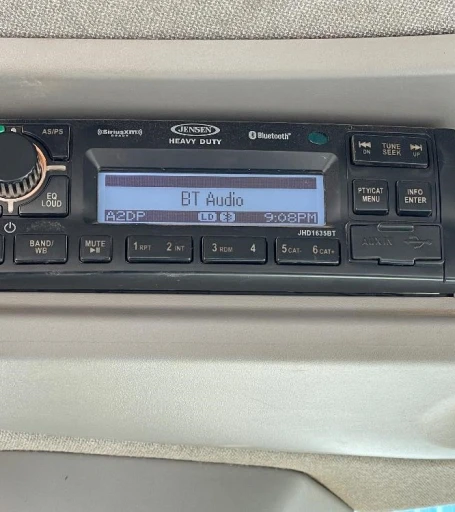 AS/PS
((SiriusXM))
READY
JENSEN
HEAVY DUTY
Bluetooth
TUNE
SEEK
DN
UP
BT Audio
A2DP
LD
9:08PM
EQ
LOUD
PTY/CAT
MENU
INFO
ENTER
BAND/
WB
MUTE
1 RPT 2 INT
3 RDM 4
5 CAT- 6 CAT+
JHD1635BT
AUX IN